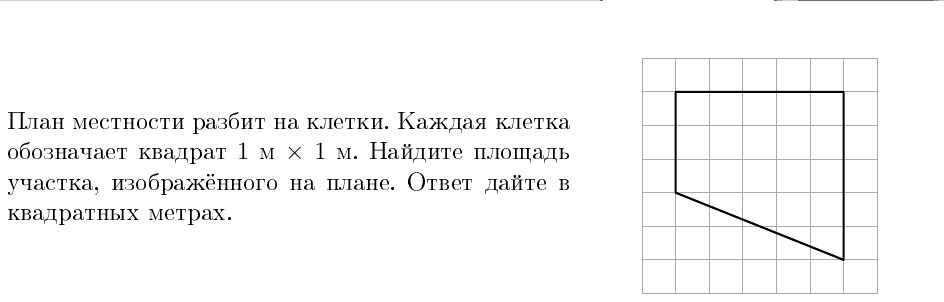 План местности разбит на клетки. Каждая клетка
обозначает квадрат 1 м × 1 м. Найдите площадь
участка, изображённого на плане. Ответ дайте в
квадратных метрах.